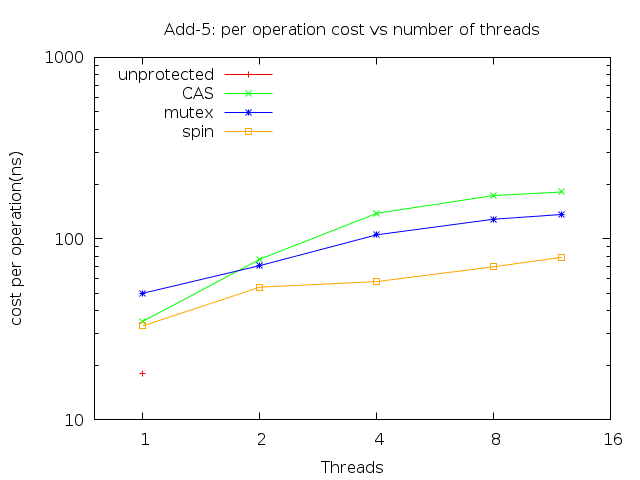 Add-5: per operation cost vs number of threads
1000
unprotected
CAS
mutex
spin
cost per operation(ns)
100
10
1 2 4 8 16
Threads